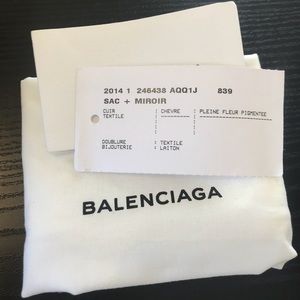 2014 1 246438 AQQ1J 839
SAC + MIROIR
CUIR : CHEVRE : PLEINE FLEUR PIGMENTEE
TEXTILE : :
DOUBLURE : TEXTILE
BIJOUTERIE : LAITON
BALENCIAGA